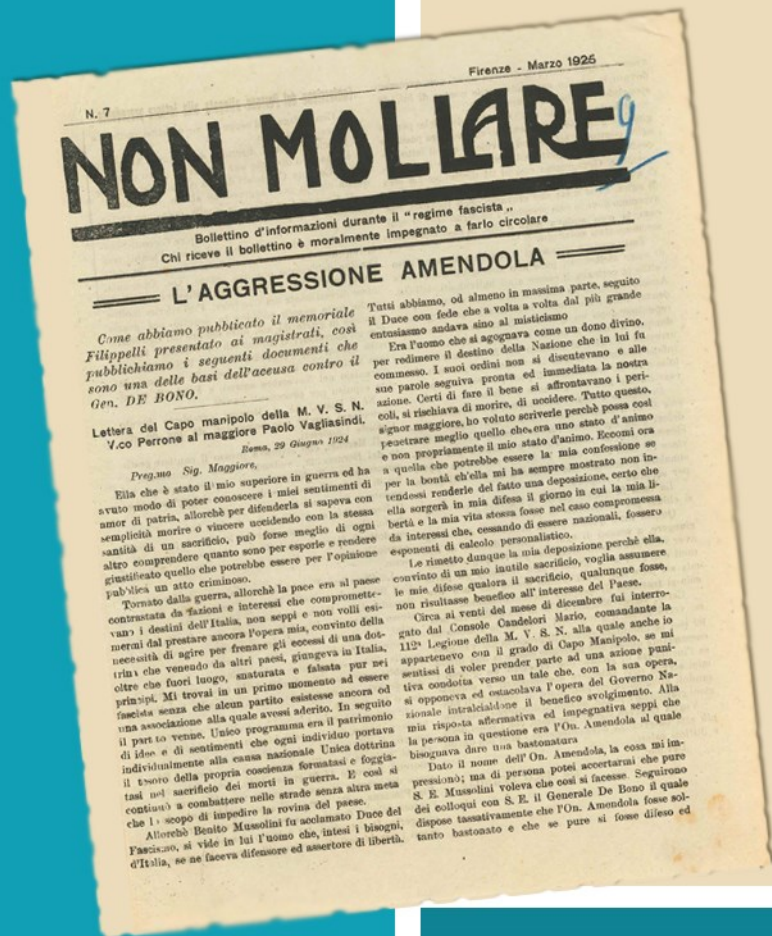 N. 7
Firenze - Marzo 1925
NON MOLLARE
9
Bollettino d'informazioni durante il "regime fascista„
Chi riceve il bollettino è moralmente impegnato a farlo circolare
L'AGGRESSIONE AMENDOLA
Come abbiamo pubbticato il memoriale
Filippelli presentato ai magistrati, così
pubblichiamo i seguenti documenti che
sono una delle basi dell'accusa contro il
Gen. DE BONO.
Lettera del Capo manipolo della M. V. S. N.
V.co Perrone al maggiore Paolo Vagliasindi.
Roma, 29 Giugno 1924
Preg.mo Sig. Maggiore,
Ella che è stato il mio superiore in guerra ed ha
avuto modo di poter conoscere i miei sentimenti di
amor di patria, allorchè per difenderla si sapeva con
semplicità morire o vincere uccidendo con la stessa
santità di un sacrificio, può forse meglio di ogni
altro comprendere quanto sono per esporle e rendere
giustificato quello che potrebbe essere per l'opinione
pubblica un atto criminoso.
Tornato dalla guerra, allorchè la pace era al paese
contrastata da fazioni e interessi che compromette-
vano i destini dell'Italia, non seppi e non volli esi-
mermi dal prestare ancora l'opera mia, convinto della
necessità di agire per frenare gli eccessi di una dot-
trina che venendo da altri paesi, giungeva in Italia,
oltre che fuori luogo, snaturata e falsata pur nei
principi. Mi trovai in un primo momento ad essere
fascista senza che alcun partito esistesse ancora od
una associazione alla quale avessi aderito. In seguito
il partito venne. Unico programma era il patrimonio
di idee e di sentimenti che ogni individuo portava
individualmente alla causa nazionale Unica dottrina
il tesoro della propria coscienza formatasi e foggia-
tasi nel sacrificio dei morti in guerra. E così si
continuò a combattere nelle strade senza altra meta
che lo scopo di impedire la rovina del paese.
Allorchè Benito Mussolini fu acclamato Duce del
Fascismo, si vide in lui l'uomo che, intesi i bisogni,
d'Italia, se ne faceva difensore ed assertore di libertà.
Tutti abbiamo, od almeno in massima parte, seguito
il Duce con fede che a volta a volta dal più grande
entusiasmo andava sino al misticismo
Era l'uomo che si agognava come un dono divino,
per redimere il destino della Nazione che in lui fu
commesso. I suoi ordini non si discutevano e alle
sue parole seguiva pronta ed immediata la nostra
azione. Certi di fare il bene si affrontavano i peri-
coli, si rischiava di morire, di uccidere. Tutto questo,
signor maggiore, ho voluto scriverle perchè possa così
penetrare meglio quello che era uno stato d'animo
e non propriamente il mio stato d'animo. Eccomi ora
a quella che potrebbe essere la mia confessione se
per la bontà ch'ella mi ha sempre mostrato non in-
tendessi renderle del fatto una deposizione, certo che
ella sorgerà in mia difesa il giorno in cui la mia li-
bertà e la mia vita stessa fosse nel caso compromessa
da interessi che, cessando di essere nazionali, fossero
esponenti di calcolo personalistico.
Le rimetto dunque la mia deposizione perchè ella,
convinto di un mio inutile sacrificio, voglia assumere
le mie difese qualora il sacrificio, qualunque fosse,
non risultasse benefico all'interesse del Paese.
Circa ai venti del mese di dicembre fui interro-
gato dal Console Candelori Mario, comandante la
112ª Legione della M. V. S. N. alla quale anche io
appartenevo con il grado di Capo Manipolo, se mi
sentissi di voler prender parte ad una azione puni-
tiva condotta verso un tale che, con la sua opera,
si opponeva ed ostacolava l'opera del Governo Na-
zionale intralciandone il benefico svolgimento. Alla
mia risposta affermativa ed impegnativa seppi che
la persona in questione era l'On. Amendola al quale
bisognava dare una bastonatura
Dato il nome dell'On. Amendola, la cosa mi im-
pressionò; ma di persona potei accertarmi che pure
S. E. Mussolini voleva che così si facesse. Seguirono
dei colloqui con S. E. il Generale De Bono il quale
dispose tassativamente che l'On. Amendola fosse sol-
tanto bastonato e che se pure si fosse difeso ed